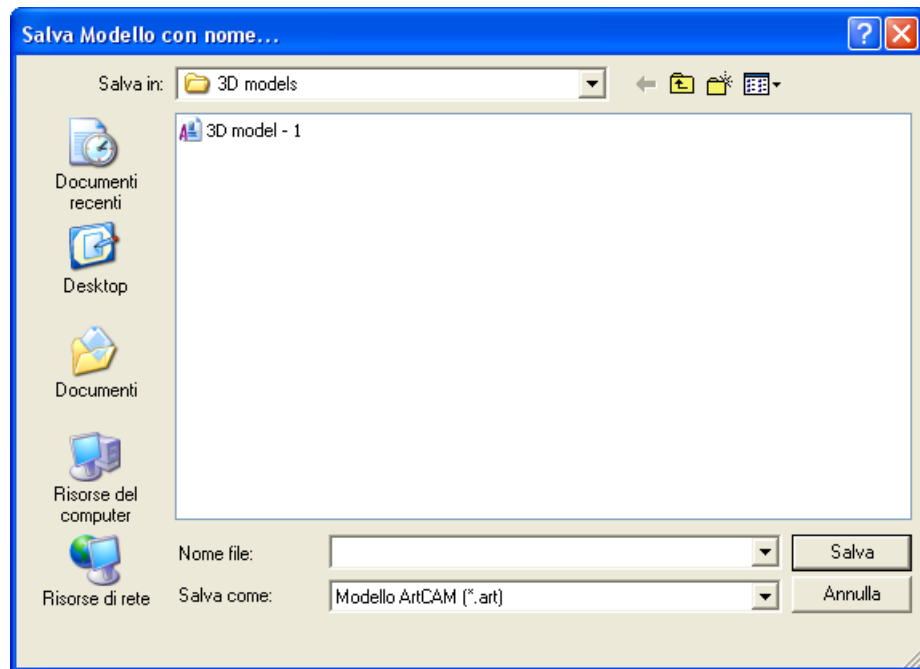 Salva Modello con nome...
Salva in:
3D models
3D model - 1
Documenti
recenti
Desktop
Documenti
Risorse del
computer
Risorse di rete
Nome file:
Salva
Salva come:
Modello ArtCAM (*.art)
Annulla